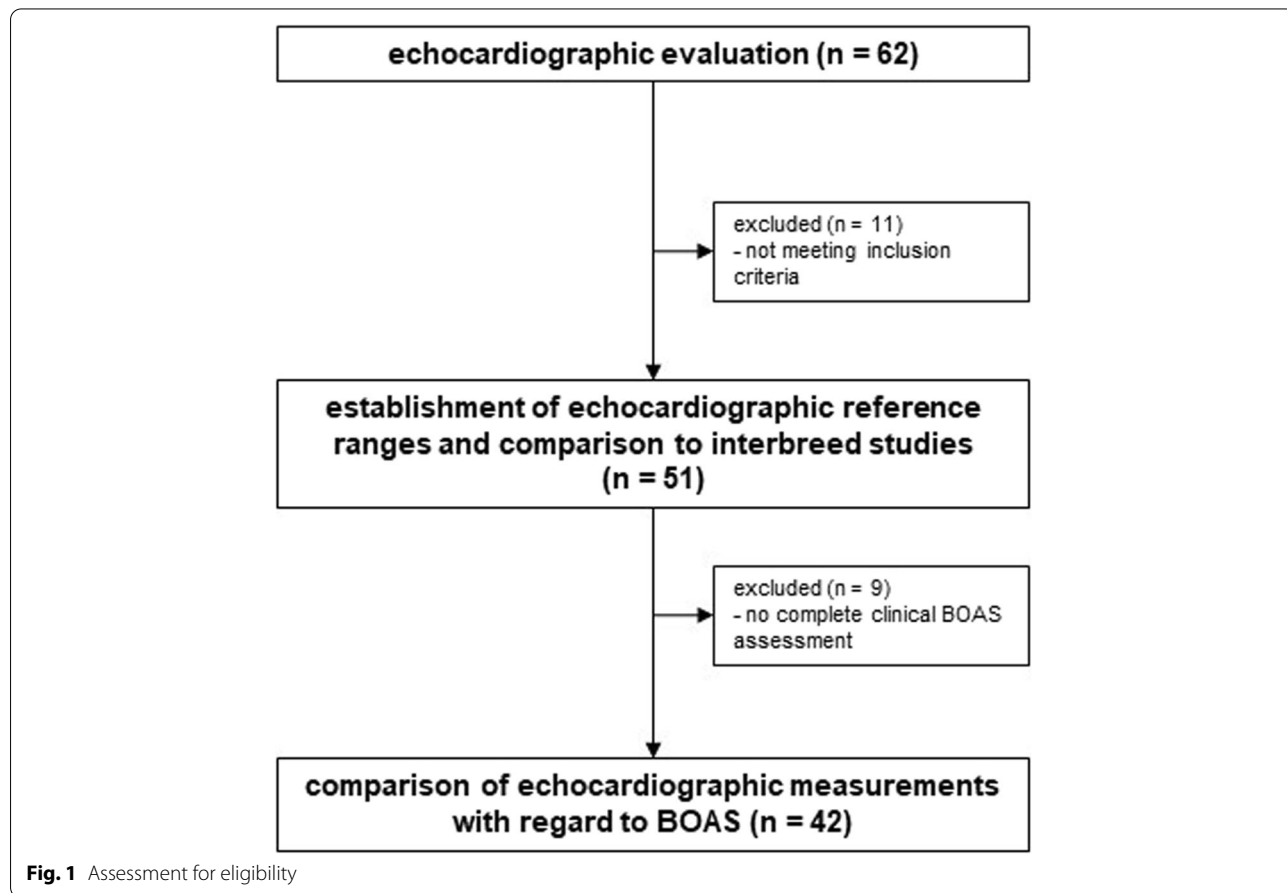 echocardiographic evaluation (n = 62)
excluded (n = 11)
- not meeting inclusion
criteria
establishment of echocardiographic reference
ranges and comparison to interbreed studies
(n = 51)
excluded (n = 9)
- no complete clinical BOAS
assessment
comparison of echocardiographic measurements
with regard to BOAS (n = 42)
Fig. 1 Assessment for eligibility